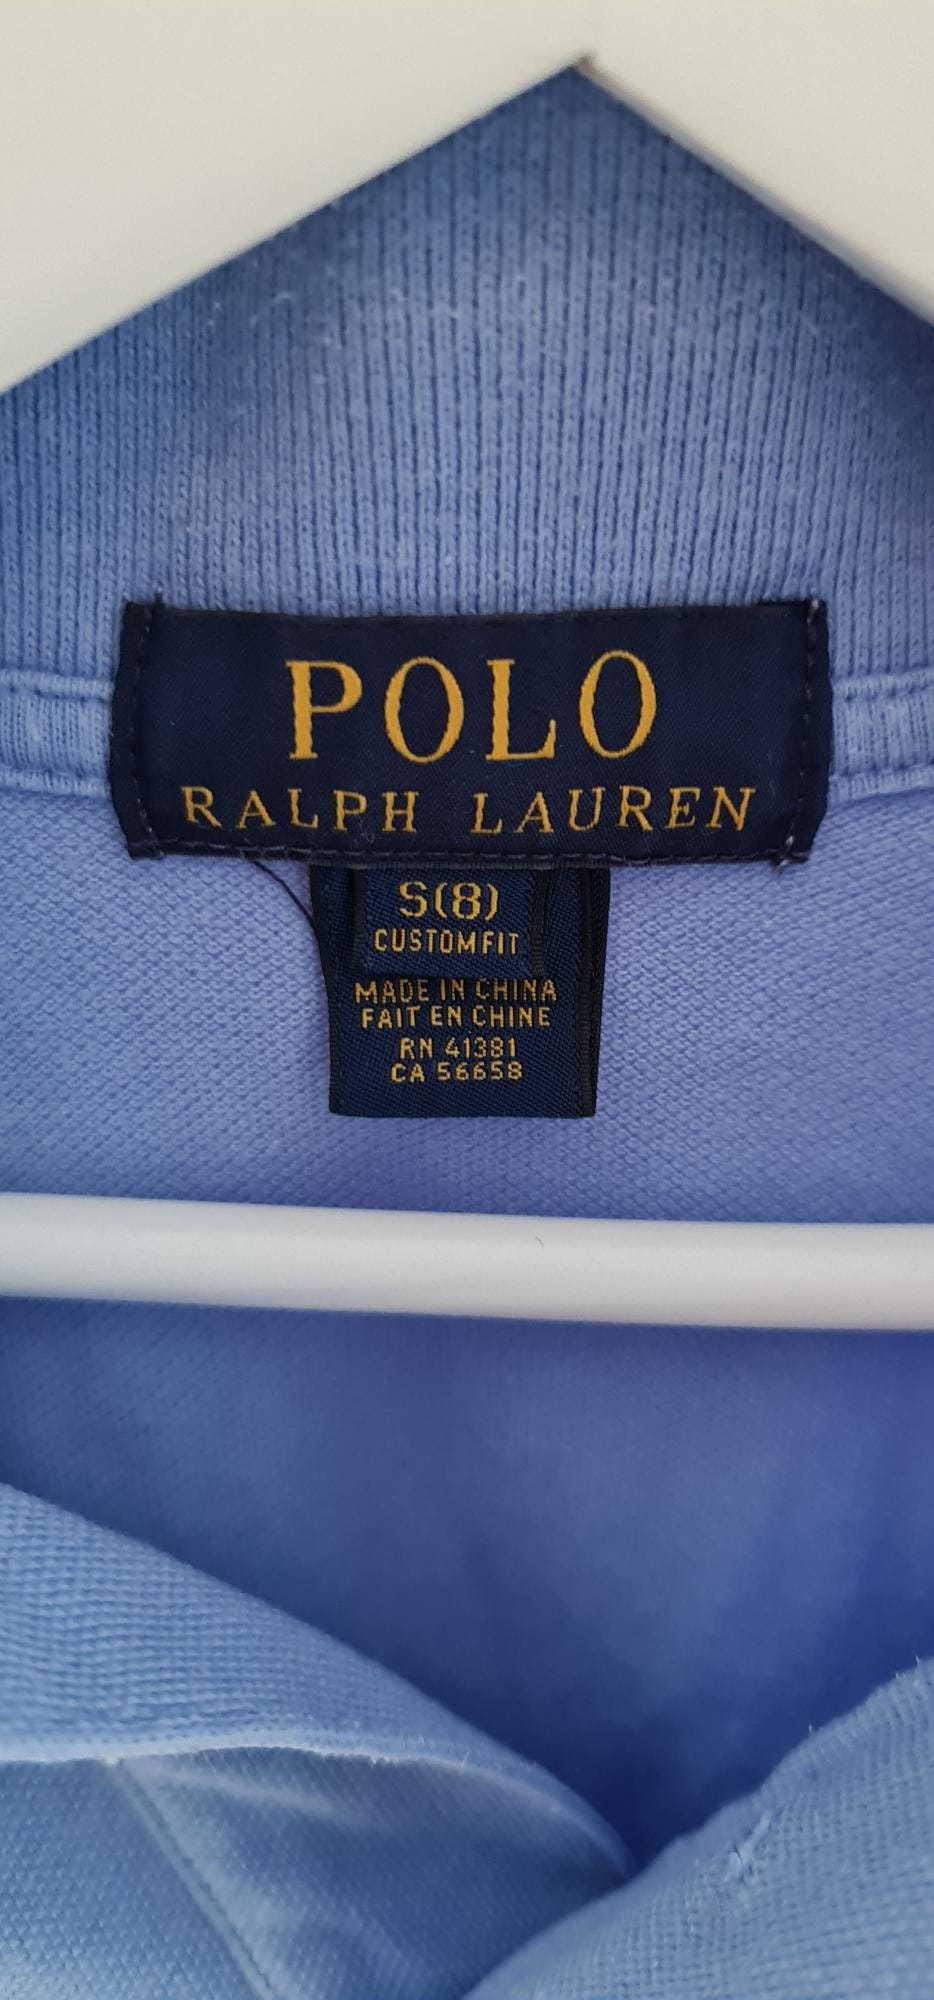 POLO
RALPH LAUREN
S(8)
CUSTOM FIT
MADE IN CHINA
FAIT EN CHINE
RN 41381
CA 56658